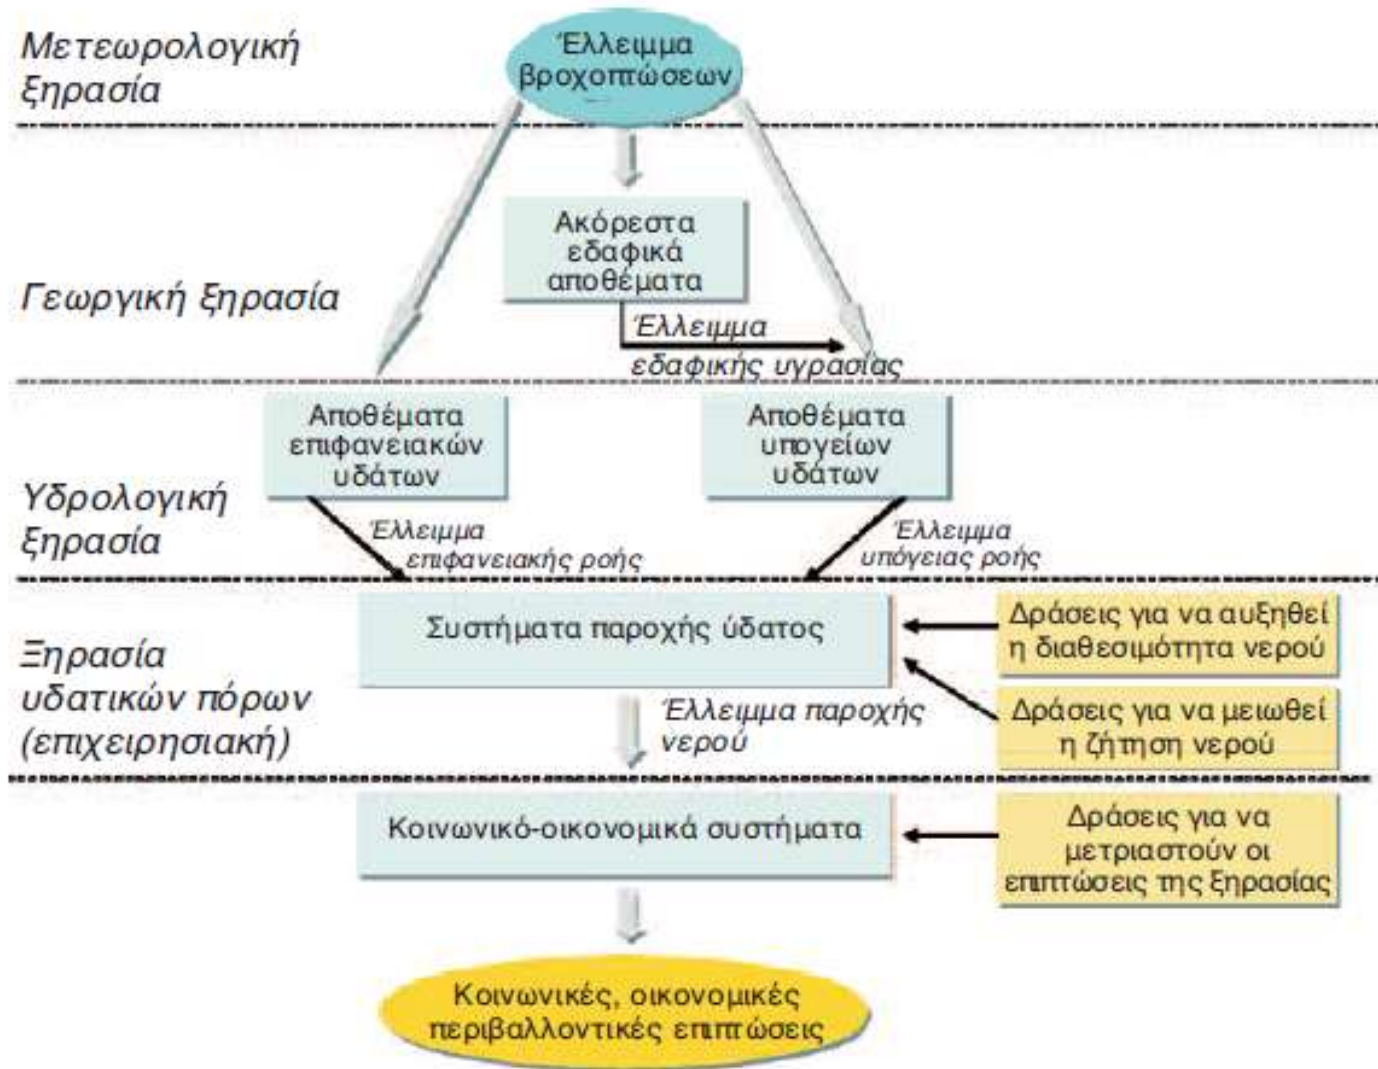 Μετεωρολογική
ξηρασία
Έλλειμμα
βροχοπτώσεων
Ακόρεστα
εδαφικά
αποθέματα
Γεωργική ξηρασία
Έλλειμμα
εδαφικής υγρασίας
Αποθέματα
επιφανειακών
υδάτων
Αποθέματα
υπογείων
υδάτων
Υδρολογική
ξηρασία
Έλλειμμα
επιφανειακής ροής
Έλλειμμα
υπόγειας ροής
Ξηρασία
υδατικών πόρων
(επιχειρησιακή)
Συστήματα παροχής ύδατος
Δράσεις για να αυξηθεί
η διαθεσιμότητα νερού
Έλλειμμα παροχής
νερού
Δράσεις για να μειωθεί
η ζήτηση νερού
Κοινωνικό-οικονομικά συστήματα
Δράσεις για να
μετριαστούν οι
επιπτώσεις της ξηρασίας
Κοινωνικές, οικονομικές
περιβαλλοντικές επιπτώσεις